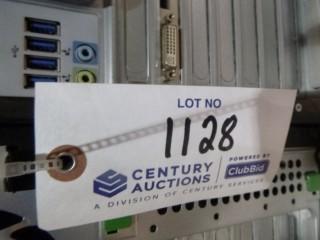 LOT NO
1128
CENTURY AUCTIONS
POWERED BY ClubBid
A DIVISION OF CENTURY SERVICES